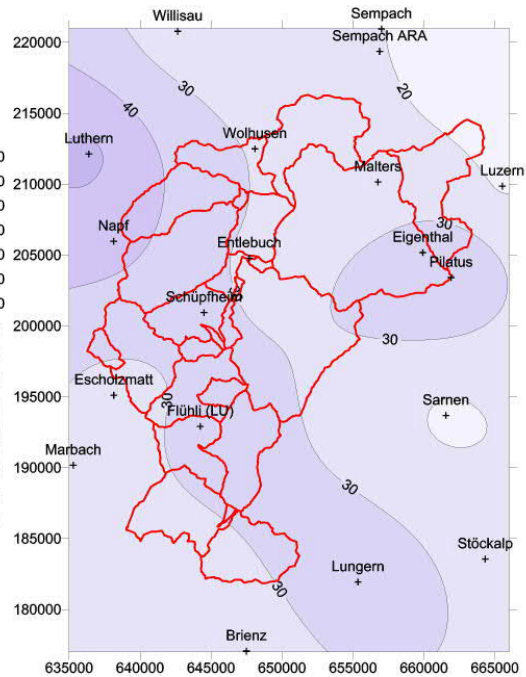 Willisau
Sempach
220000
Sempach ARA
30
20
40
215000
Luthern
Wolhusen
Malters
Luzern
210000
30
Napf
Eigenthal
Entlebuch
205000
Pilatus
Schüpfheim
200000
30
Escholzmatt
195000
30
Sarnen
Flühli (LU)
Marbach
190000
30
185000
Stöckalp
Lungern
30
180000
Brienz
635000 640000 645000 650000 655000 660000 665000